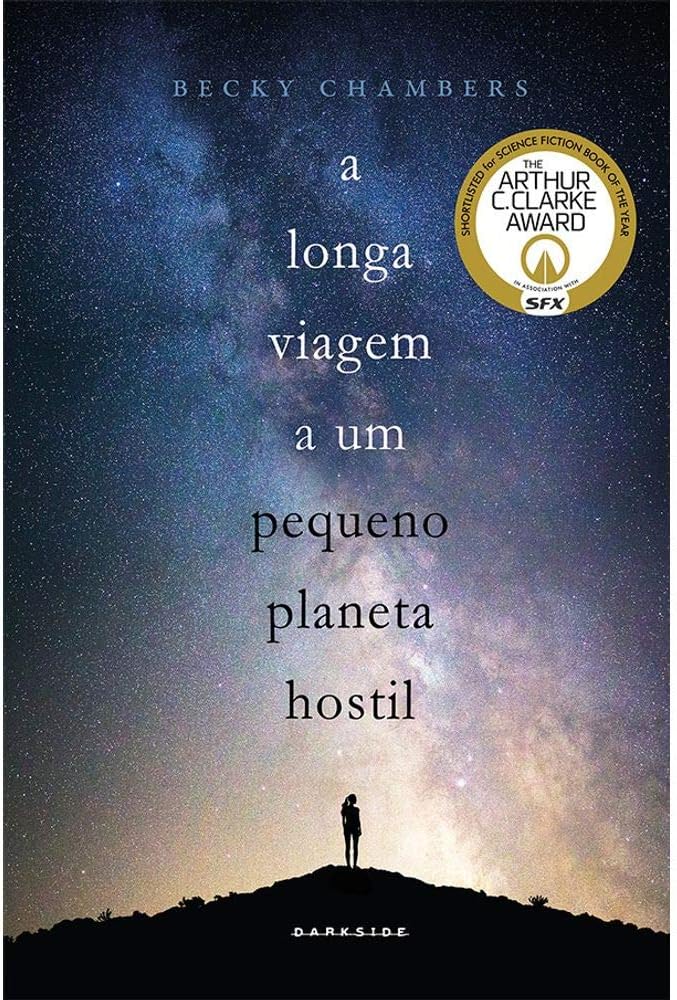 BECKY CHAMBERS
a
longa
viagem
a um
pequeno
planeta
hostil
SHORTLISTED for SCIENCE FICTION BOOK OF THE YEAR
THE
ARTHUR
C.CLARKE
AWARD
IN ASSOCIATION WITH
SFX
DARKSIDE